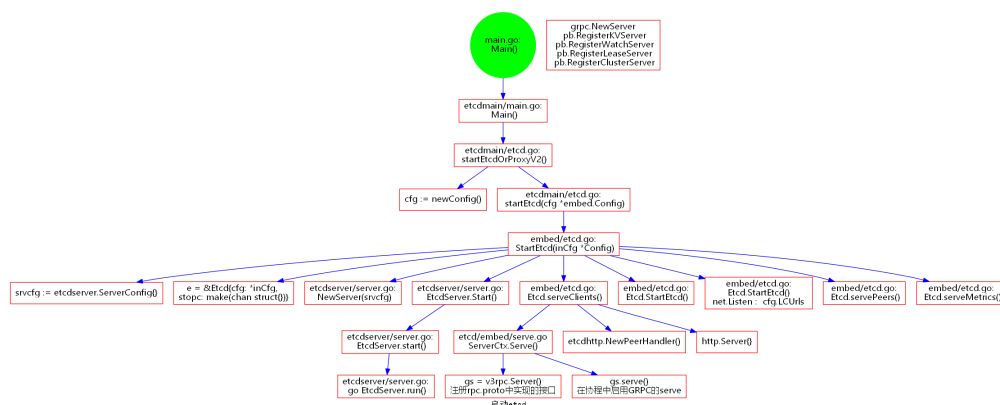 main.go:
Main()
grpc.NewServer
pb.RegisterKVServer
pb.RegisterWatchServer
pb.RegisterLeaseServer
pb.RegisterClusterServer
etcdmain/main.go:
Main()
etcdmain/etcd.go:
startEtcdOrProxyV2()
cfg := newConfig()
etcdmain/etcd.go:
startEtcd(cfg *embed.Config)
embed/etcd.go:
StartEtcd(inCfg *Config)
srvcfg := etcdserver.ServerConfig{}
e = &Etcd{cfg: *inCfg,
stopc: make(chan struct{})}
etcdserver/server.go:
NewServer(srvcfg)
etcdserver/server.go:
EtcdServer.Start()
embed/etcd.go:
Etcd.serveClients()
embed/etcd.go:
Etcd.StartEtcd()
embed/etcd.go:
Etcd.StartEtcd()
net.Listen : cfg.LCUrls
embed/etcd.go:
Etcd.servePeers()
embed/etcd.go:
Etcd.serveMetrics()
etcdserver/server.go:
EtcdServer.start()
etcd/embed/serve.go
ServerCtx.Serve()
etcdhttp.NewPeerHandler()
http.Server{}
etcdserver/server.go:
go EtcdServer.run()
gs = v3rpc.Server()
注册rpc.proto中实现的接口
gs.serve()
在协程中启用GRPC的serve
启动etcd